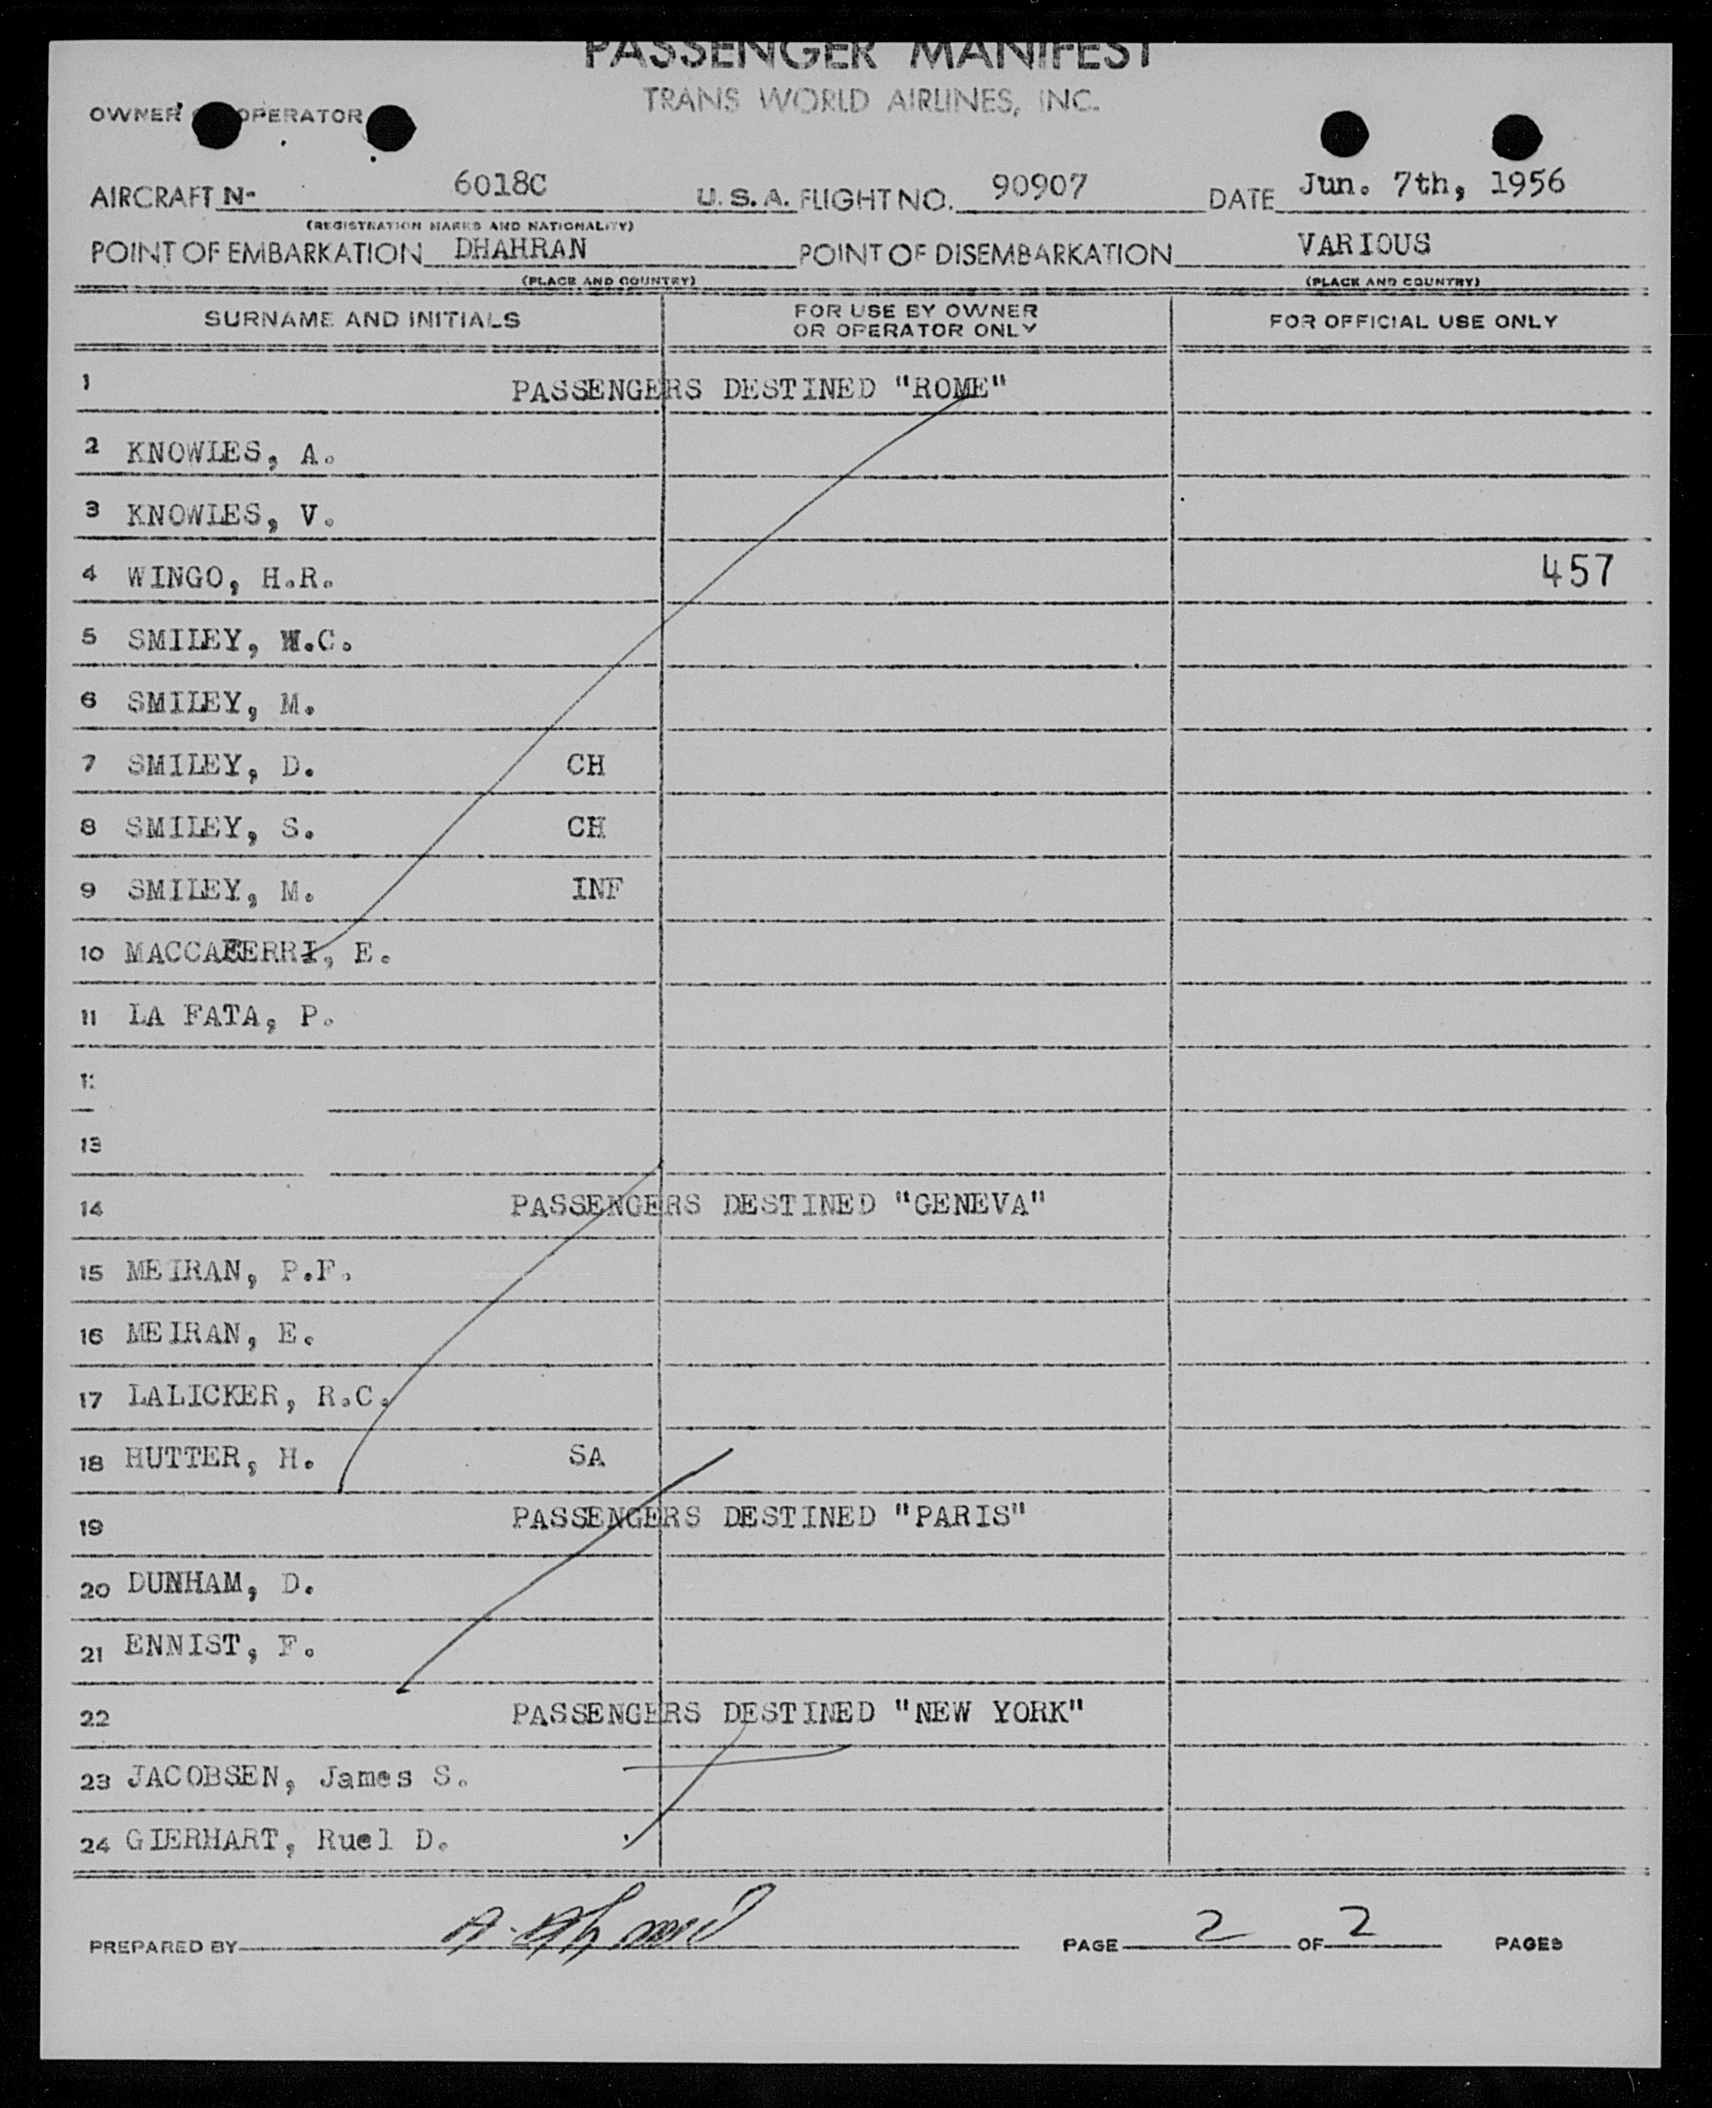 PASSENGER MANIFEST
TRANS WORLD AIRLINES, INC.
OWNER OPERATOR
AIRCRAFT N- 6018C U.S.A. FLIGHT NO. 90907 DATE Jun. 7th, 1956
(REGISTRATION MARKS AND NATIONALITY)
POINT OF EMBARKATION DHAHRAN POINT OF DISEMBARKATION VARIOUS
(PLACE AND COUNTRY) (PLACE AND COUNTRY)
SURNAME AND INITIALS FOR USE BY OWNER OR OPERATOR ONLY FOR OFFICIAL USE ONLY
1 PASSENGERS DESTINED "ROME"
2 KNOWLES, A.
3 KNOWLES, V.
4 WINGO, H.R. 457
5 SMILEY, W.C.
6 SMILEY, M.
7 SMILEY, D. CH
8 SMILEY, S. CH
9 SMILEY, M. INF
10 MACCAFERRI, E.
11 LA FATA, P.
13
14 PASSENGERS DESTINED "GENEVA"
15 MEIRAN, P.F.
16 MEIRAN, E.
17 LALICKER, R.C.
18 HUTTER, H. SA
19 PASSENGERS DESTINED "PARIS"
20 DUNHAM, D.
21 ENNIST, F.
22 PASSENGERS DESTINED "NEW YORK"
23 JACOBSEN, James S.
24 GIERHART, Ruel D.
PREPARED BY PAGE 2 OF 2 PAGES